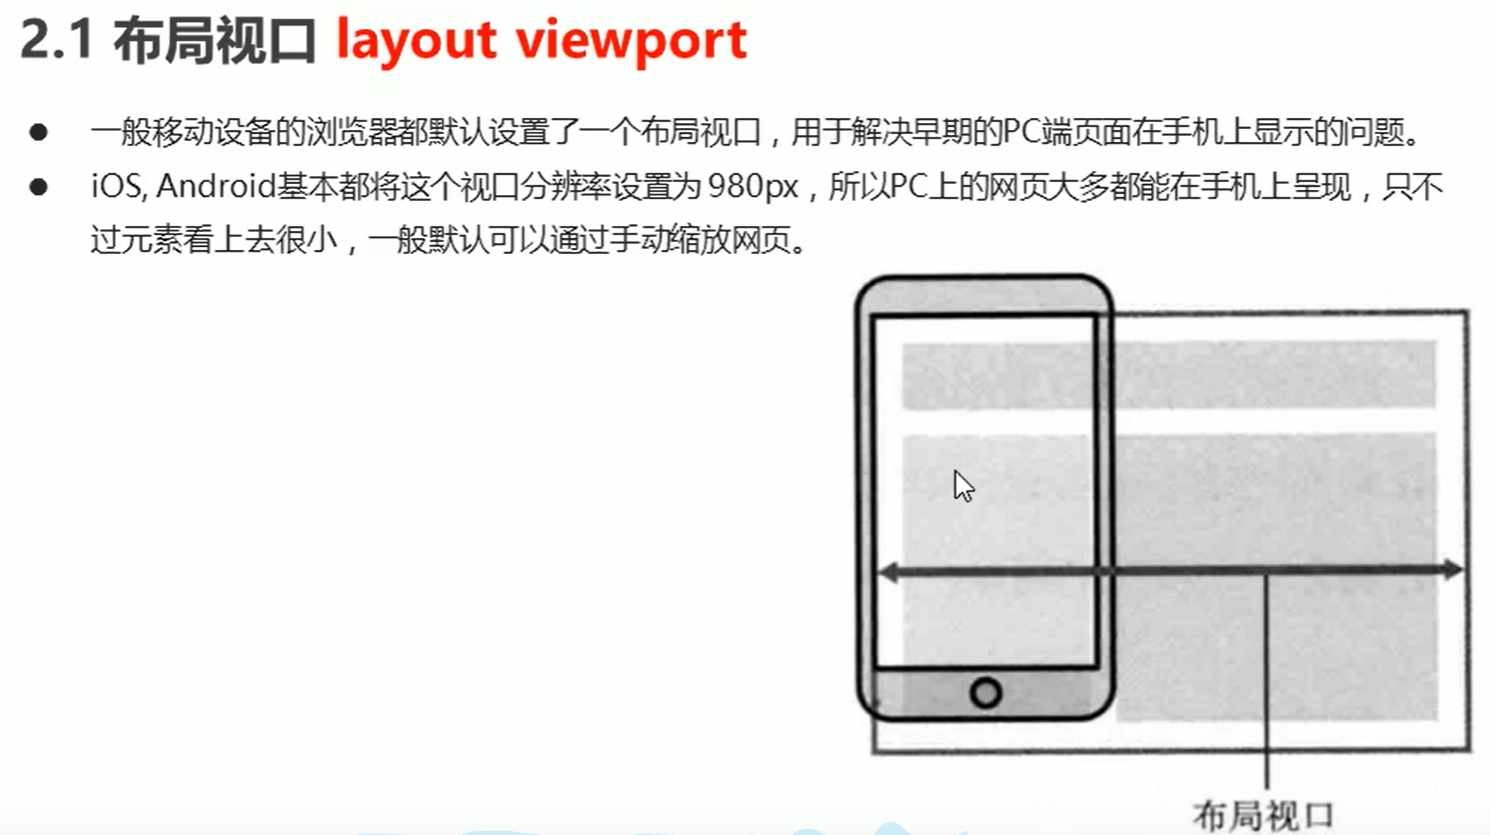 2.1 布局视口 layout viewport
● 一般移动设备的浏览器都默认设置了一个布局视口，用于解决早期的PC端页面在手机上显示的问题。
● iOS, Android基本都将这个视口分辨率设置为 980px，所以PC上的网页大多都能在手机上呈现，只不
过元素看上去很小，一般默认可以通过手动缩放网页。
布局视口